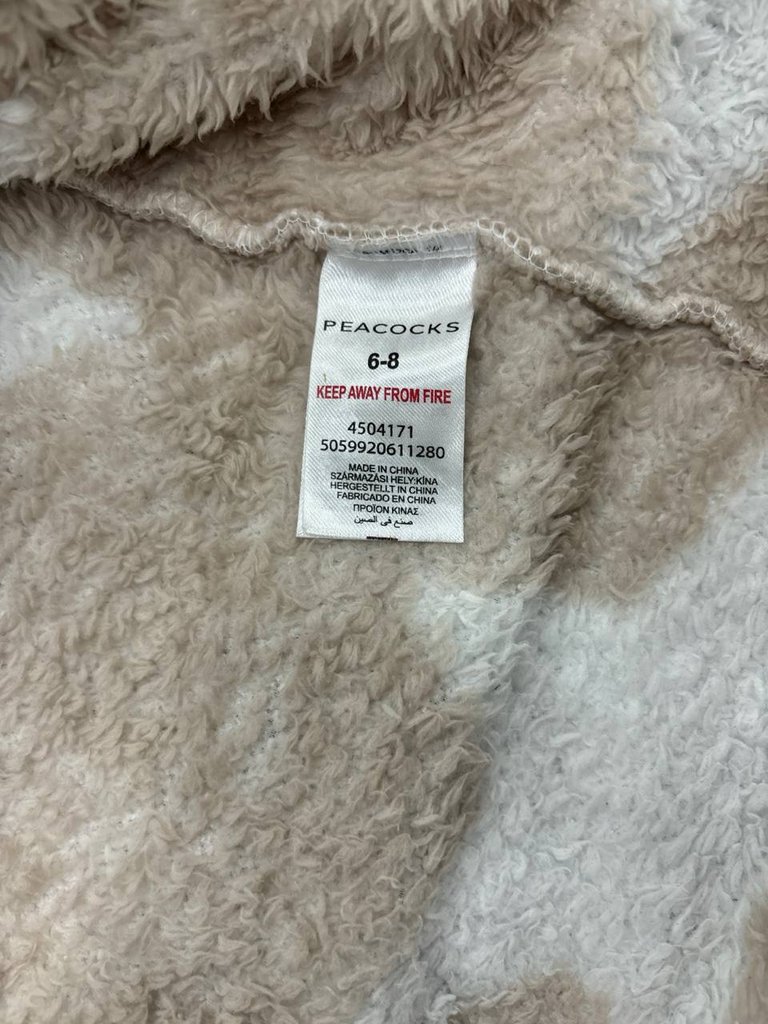 PEACOCKS
6-8
KEEP AWAY FROM FIRE
4504171
5059920611280
MADE IN CHINA
SZÁRMAZÁSI HELY:KÍNA
HERGESTELLT IN CHINA
FABRICADO EN CHINA
ΠΡΟΪΟΝ ΚΙΝΑΣ
صنع في الصين